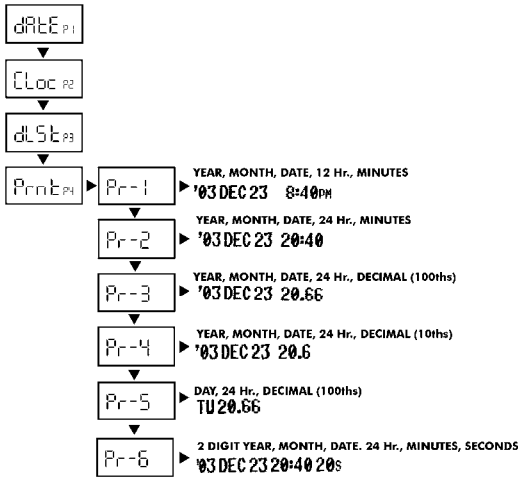 dAtE P1
CLoc P2
dLSt P3
Prnt P4
Pr-1
YEAR, MONTH, DATE, 12 Hr., MINUTES
'03 DEC 23 8:40PM
Pr-2
YEAR, MONTH, DATE, 24 Hr., MINUTES
'03 DEC 23 20:40
Pr-3
YEAR, MONTH, DATE, 24 Hr., DECIMAL (100ths)
'03 DEC 23 20.66
Pr-4
YEAR, MONTH, DATE, 24 Hr., DECIMAL (10ths)
'03 DEC 23 20.6
Pr-5
DAY, 24 Hr., DECIMAL (100ths)
TU 20.66
Pr-6
2 DIGIT YEAR, MONTH, DATE. 24 Hr., MINUTES, SECONDS
'03 DEC 23 20:40 20s